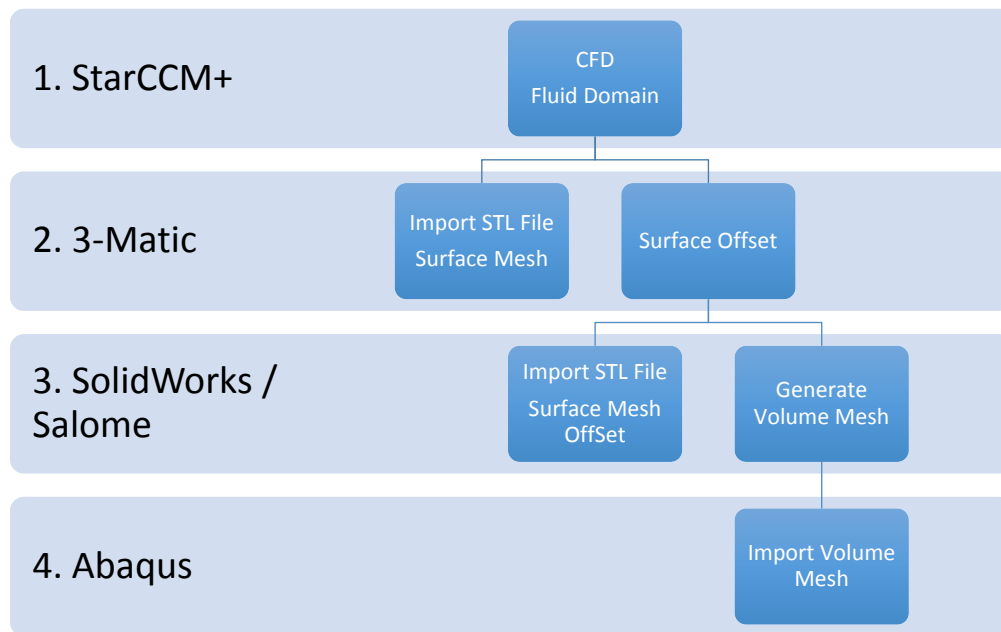 1. StarCCM+
CFD
Fluid Domain
2. 3-Matic
Import STL File
Surface Mesh
Surface Offset
3. SolidWorks /
Salome
Import STL File
Surface Mesh
OffSet
Generate
Volume Mesh
4. Abaqus
Import Volume
Mesh